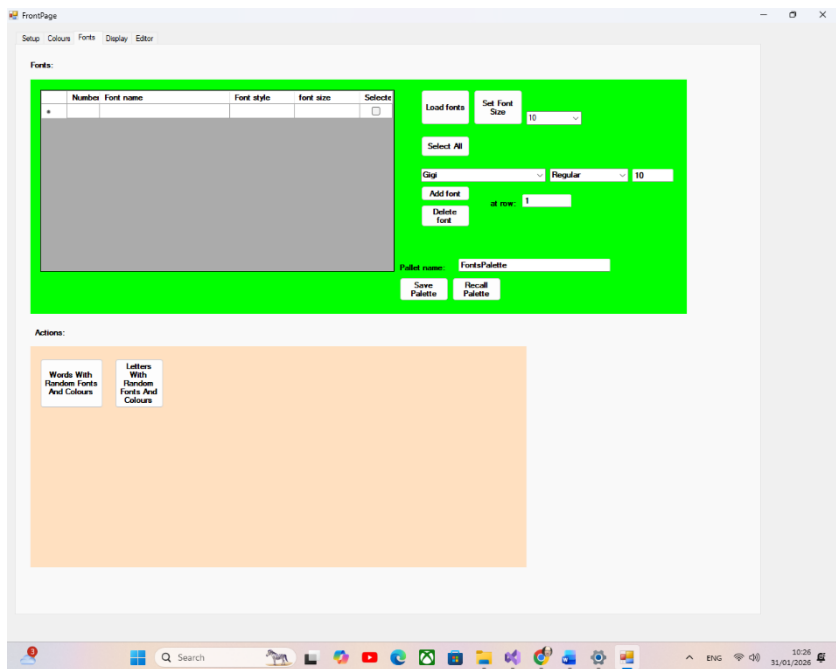 FrontPage
Setup Colours Fonts Display Editor
Fonts:
Number Font name Font style font size Selecte
Load fonts
Set Font
Size
10
Select All
Gigi Regular 10
Add font
at row: 1
Delete
font
Pallet name: FontsPalette
Save
Palette
Recall
Palette
Actions:
Words With
Random Fonts
And Colours
Letters
With
Random
Fonts And
Colours
3
Search
ENG
10:26
31/01/2026